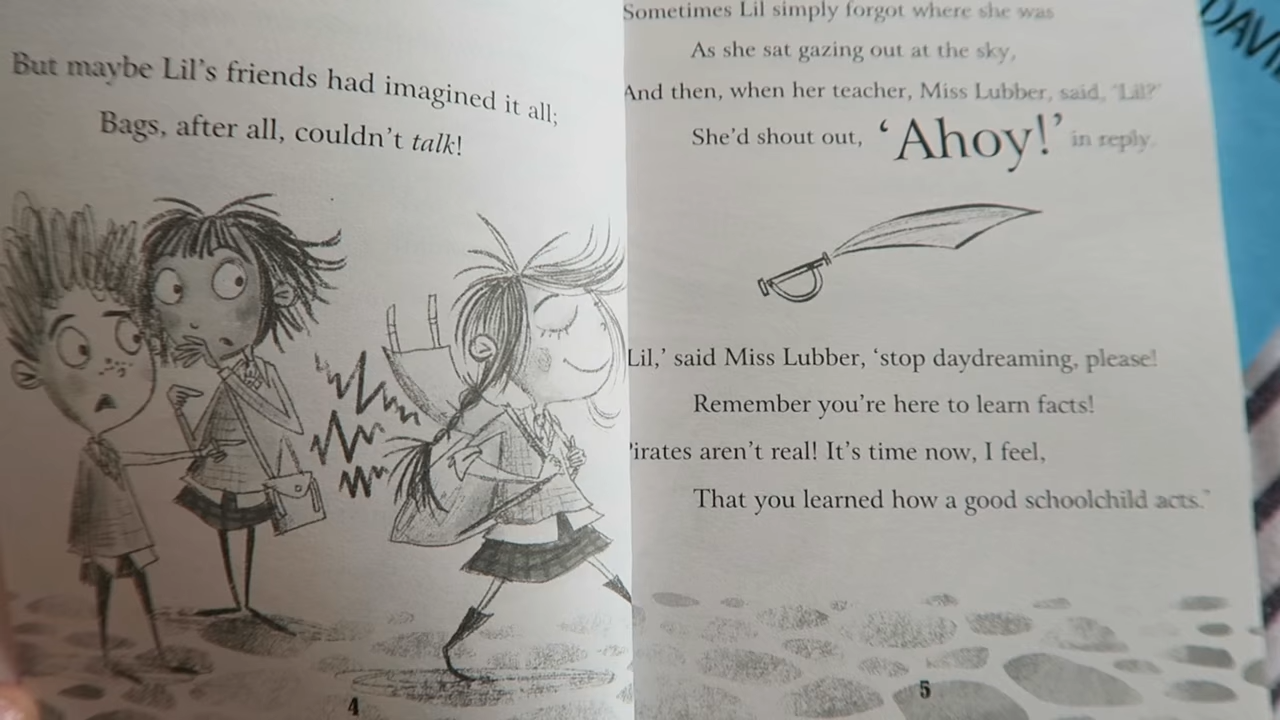 But maybe Lil's friends had imagined it all;
Bags, after all, couldn't talk!
4
Sometimes Lil simply forgot where she was
As she sat gazing out at the sky,
And then, when her teacher, Miss Lubber, said, 'Lil?'
She'd shout out, 'Ahoy!' in reply.
Lil,' said Miss Lubber, 'stop daydreaming, please!
Remember you're here to learn facts!
irates aren't real! It's time now, I feel,
That you learned how a good schoolchild acts.'
5